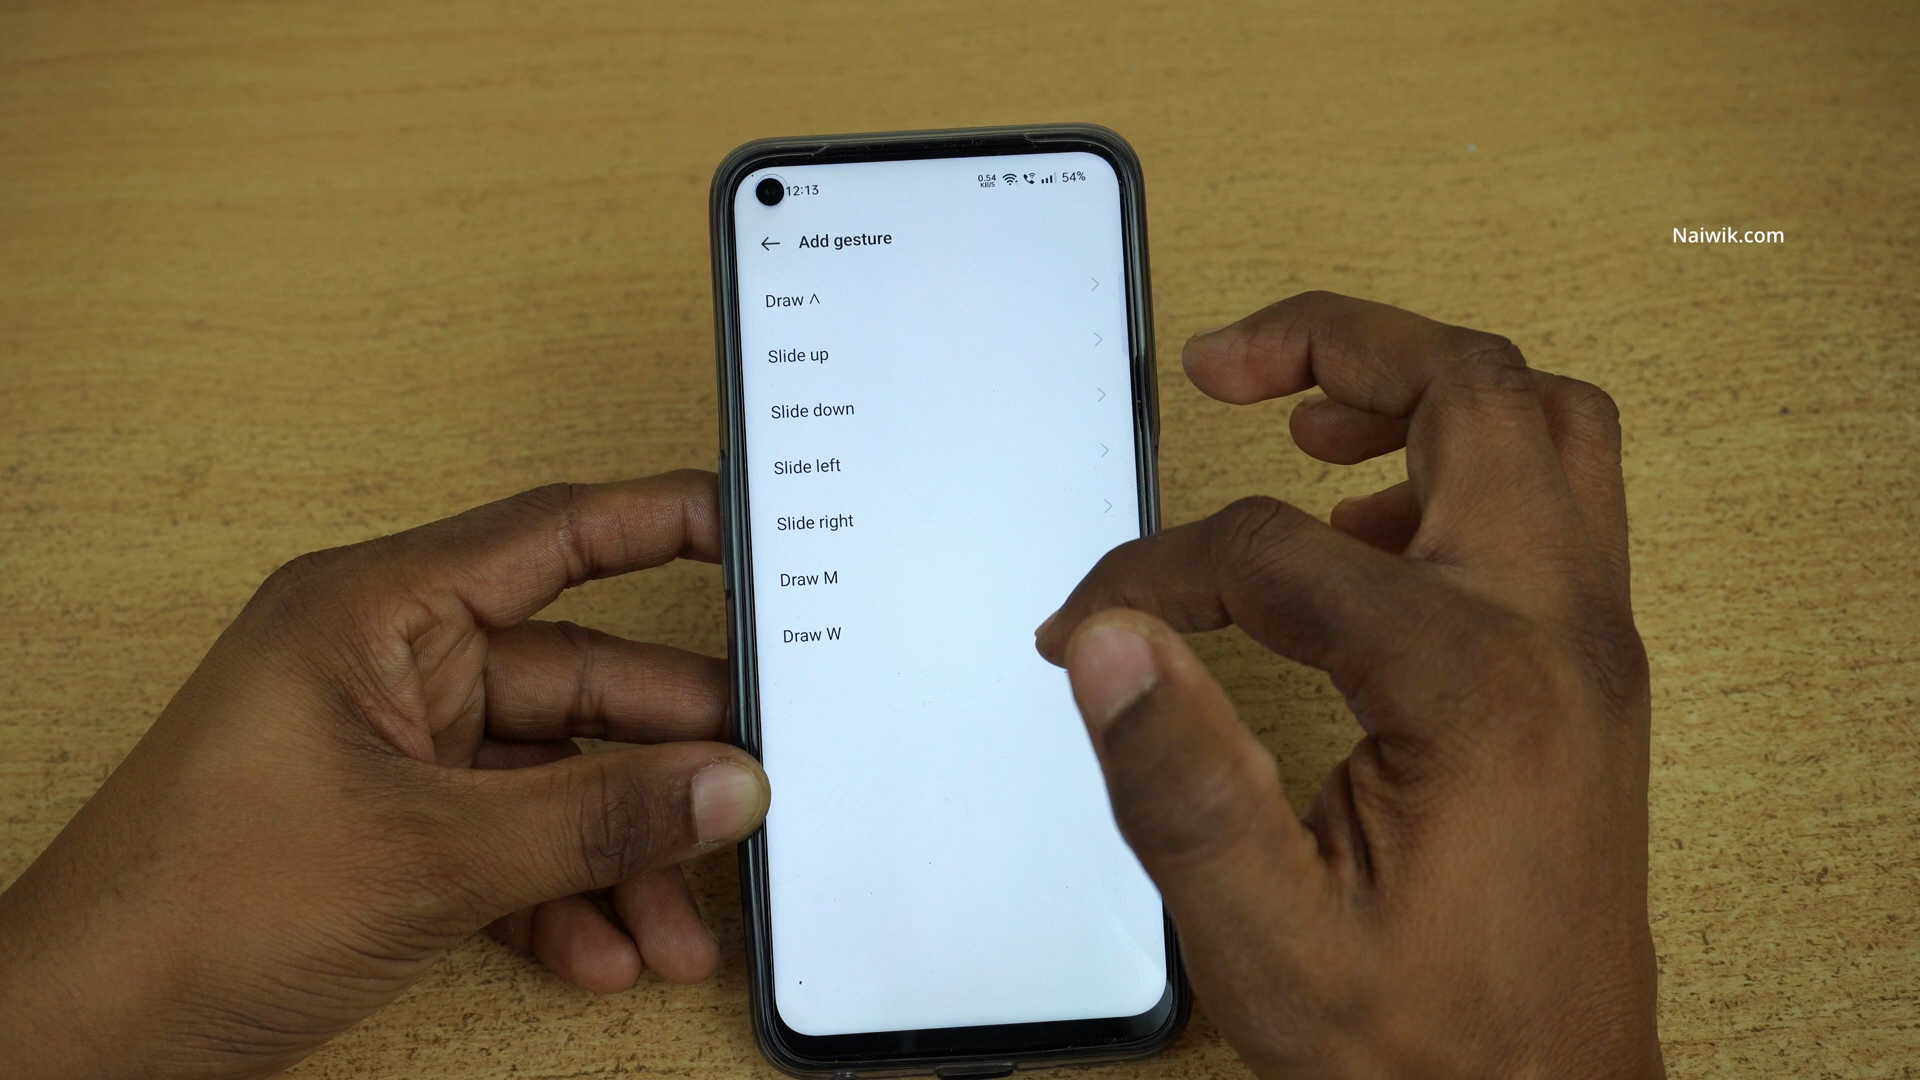 12:13
0.54 KB/S 54%
Naiwik.com
← Add gesture
Draw ^
Slide up
Slide down
Slide left
Slide right
Draw M
Draw W